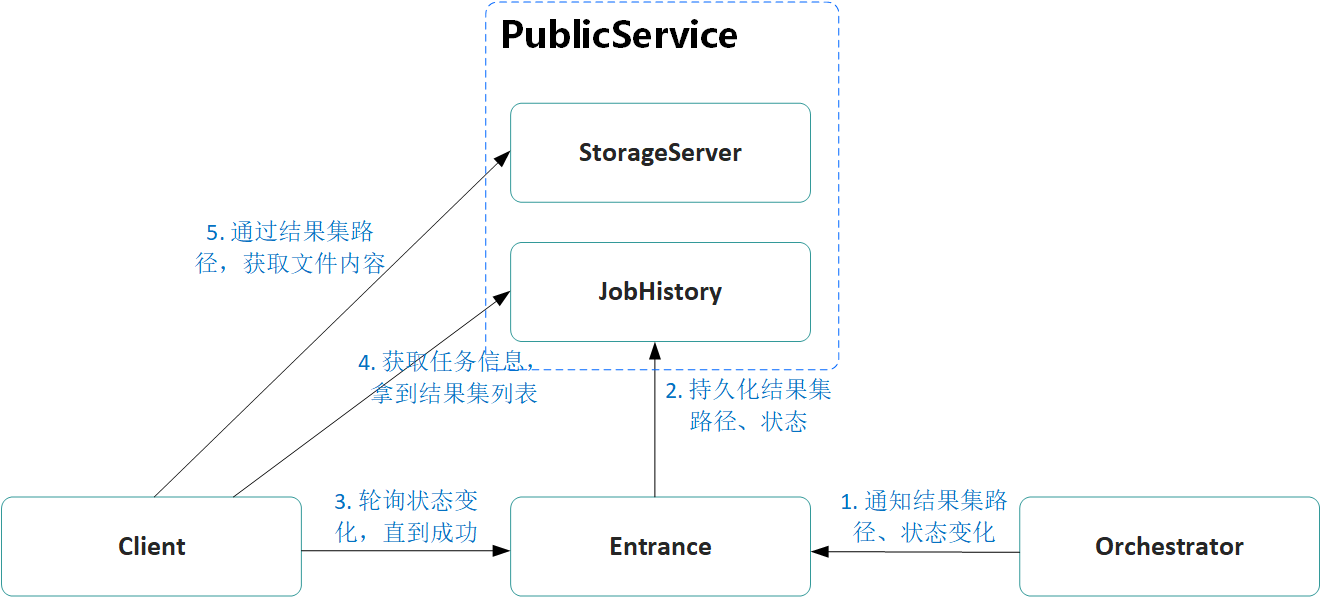 PublicService
StorageServer
5. 通过结果集路
径，获取文件内容
JobHistory
4. 获取任务信息，
拿到结果集列表
2. 持久化结果集
路径、状态
3. 轮询状态变
化，直到成功
1. 通知结果集路
径、状态变化
Client
Entrance
Orchestrator